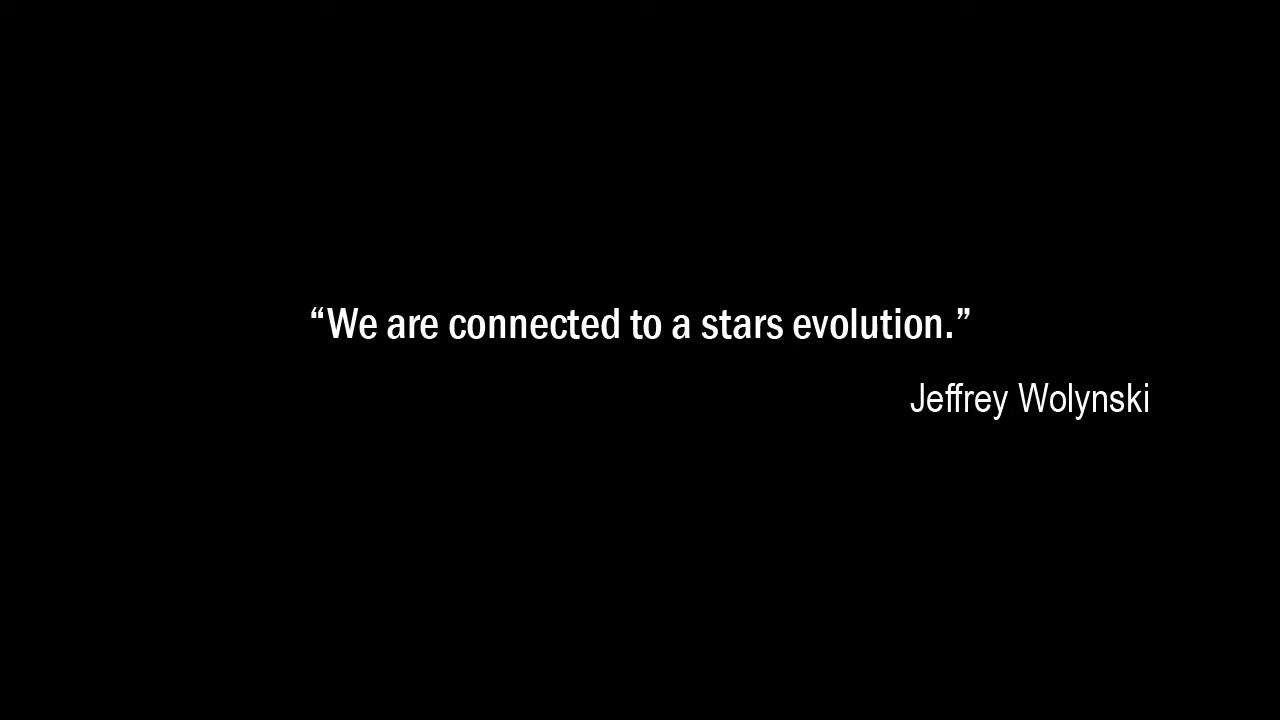 “We are connected to a stars evolution.”
Jeffrey Wolynski